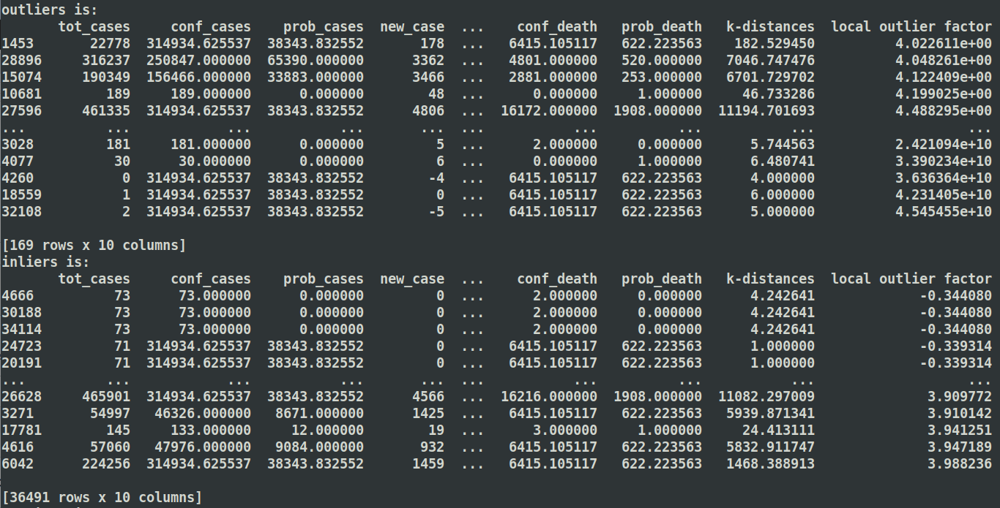 outliers is:
tot_cases conf_cases prob_cases new_case ... conf_death prob_death k-distances local outlier factor
1453 22778 314934.625537 38343.832552 178 ... 6415.105117 622.223563 182.529450 4.022611e+00
28896 316237 250847.000000 65390.000000 3362 ... 4801.000000 520.000000 7046.747476 4.048261e+00
15074 190349 156466.000000 33883.000000 3466 ... 2881.000000 253.000000 6701.729702 4.122409e+00
10681 189 189.000000 0.000000 48 ... 0.000000 1.000000 46.733286 4.199025e+00
27596 461335 314934.625537 38343.832552 4806 ... 16172.000000 1908.000000 11194.701693 4.488295e+00
... ... ... ... ... ... ... ... ... ...
3028 181 181.000000 0.000000 5 ... 2.000000 0.000000 5.744563 2.421094e+10
4077 30 30.000000 0.000000 6 ... 0.000000 1.000000 6.480741 3.390234e+10
4260 0 314934.625537 38343.832552 -4 ... 6415.105117 622.223563 4.000000 3.636364e+10
18559 1 314934.625537 38343.832552 0 ... 6415.105117 622.223563 6.000000 4.231405e+10
32108 2 314934.625537 38343.832552 -5 ... 6415.105117 622.223563 5.000000 4.545455e+10
[169 rows x 10 columns]
inliers is:
tot_cases conf_cases prob_cases new_case ... conf_death prob_death k-distances local outlier factor
4666 73 73.000000 0.000000 0 ... 2.000000 0.000000 4.242641 -0.344080
30188 73 73.000000 0.000000 0 ... 2.000000 0.000000 4.242641 -0.344080
34114 73 73.000000 0.000000 0 ... 2.000000 0.000000 4.242641 -0.344080
24723 71 314934.625537 38343.832552 0 ... 6415.105117 622.223563 1.000000 -0.339314
20191 71 314934.625537 38343.832552 0 ... 6415.105117 622.223563 1.000000 -0.339314
... ... ... ... ... ... ... ... ... ...
26628 465901 314934.625537 38343.832552 4566 ... 16216.000000 1908.000000 11082.297009 3.909772
3271 54997 46326.000000 8671.000000 1425 ... 6415.105117 622.223563 5939.871341 3.910142
17781 145 133.000000 12.000000 19 ... 3.000000 1.000000 24.413111 3.941251
4616 57060 47976.000000 9084.000000 932 ... 6415.105117 622.223563 5832.911747 3.947189
6042 224256 314934.625537 38343.832552 1459 ... 6415.105117 622.223563 1468.388913 3.988236
[36491 rows x 10 columns]